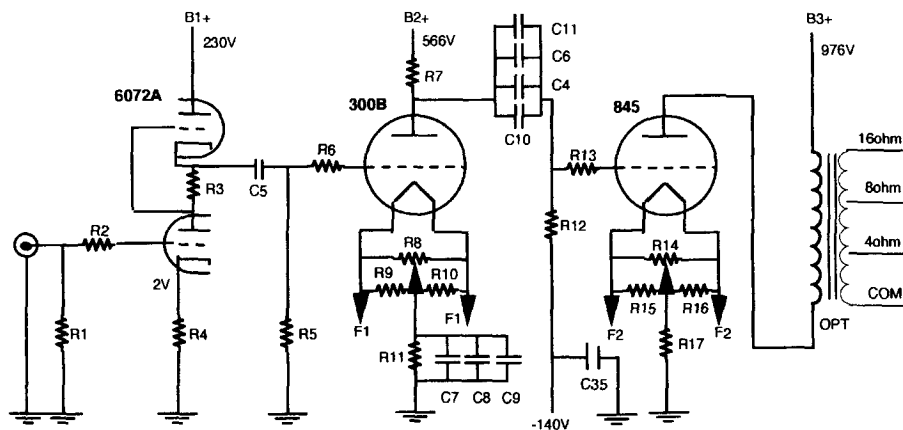 B1+
230V
B2+
566V
C11
C6
C4
C10
B3+
976V
6072A
R7
300B
845
16ohm
R6
R13
R3
C5
8ohm
R2
R12
R8
R14
4ohm
2V
R9
R10
R15
R16
COM
F1
F1
F2
F2
OPT
R1
R4
R5
R11
R17
C7
C8
C9
C35
-140V